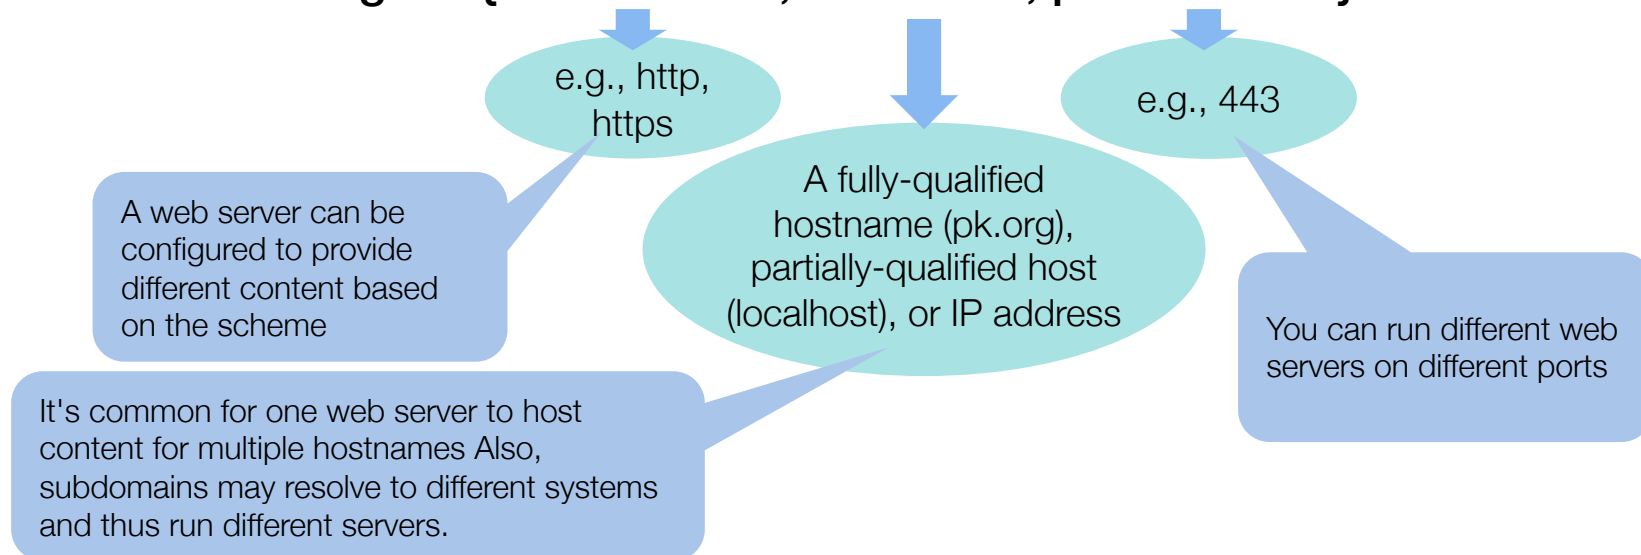 e.g., http,
https
e.g., 443
A fully-qualified
hostname (pk.org),
partially-qualified host
(localhost), or IP address
A web server can be
configured to provide
different content based
on the scheme
You can run different web
servers on different ports
It's common for one web server to host
content for multiple hostnames Also,
subdomains may resolve to different systems
and thus run different servers.